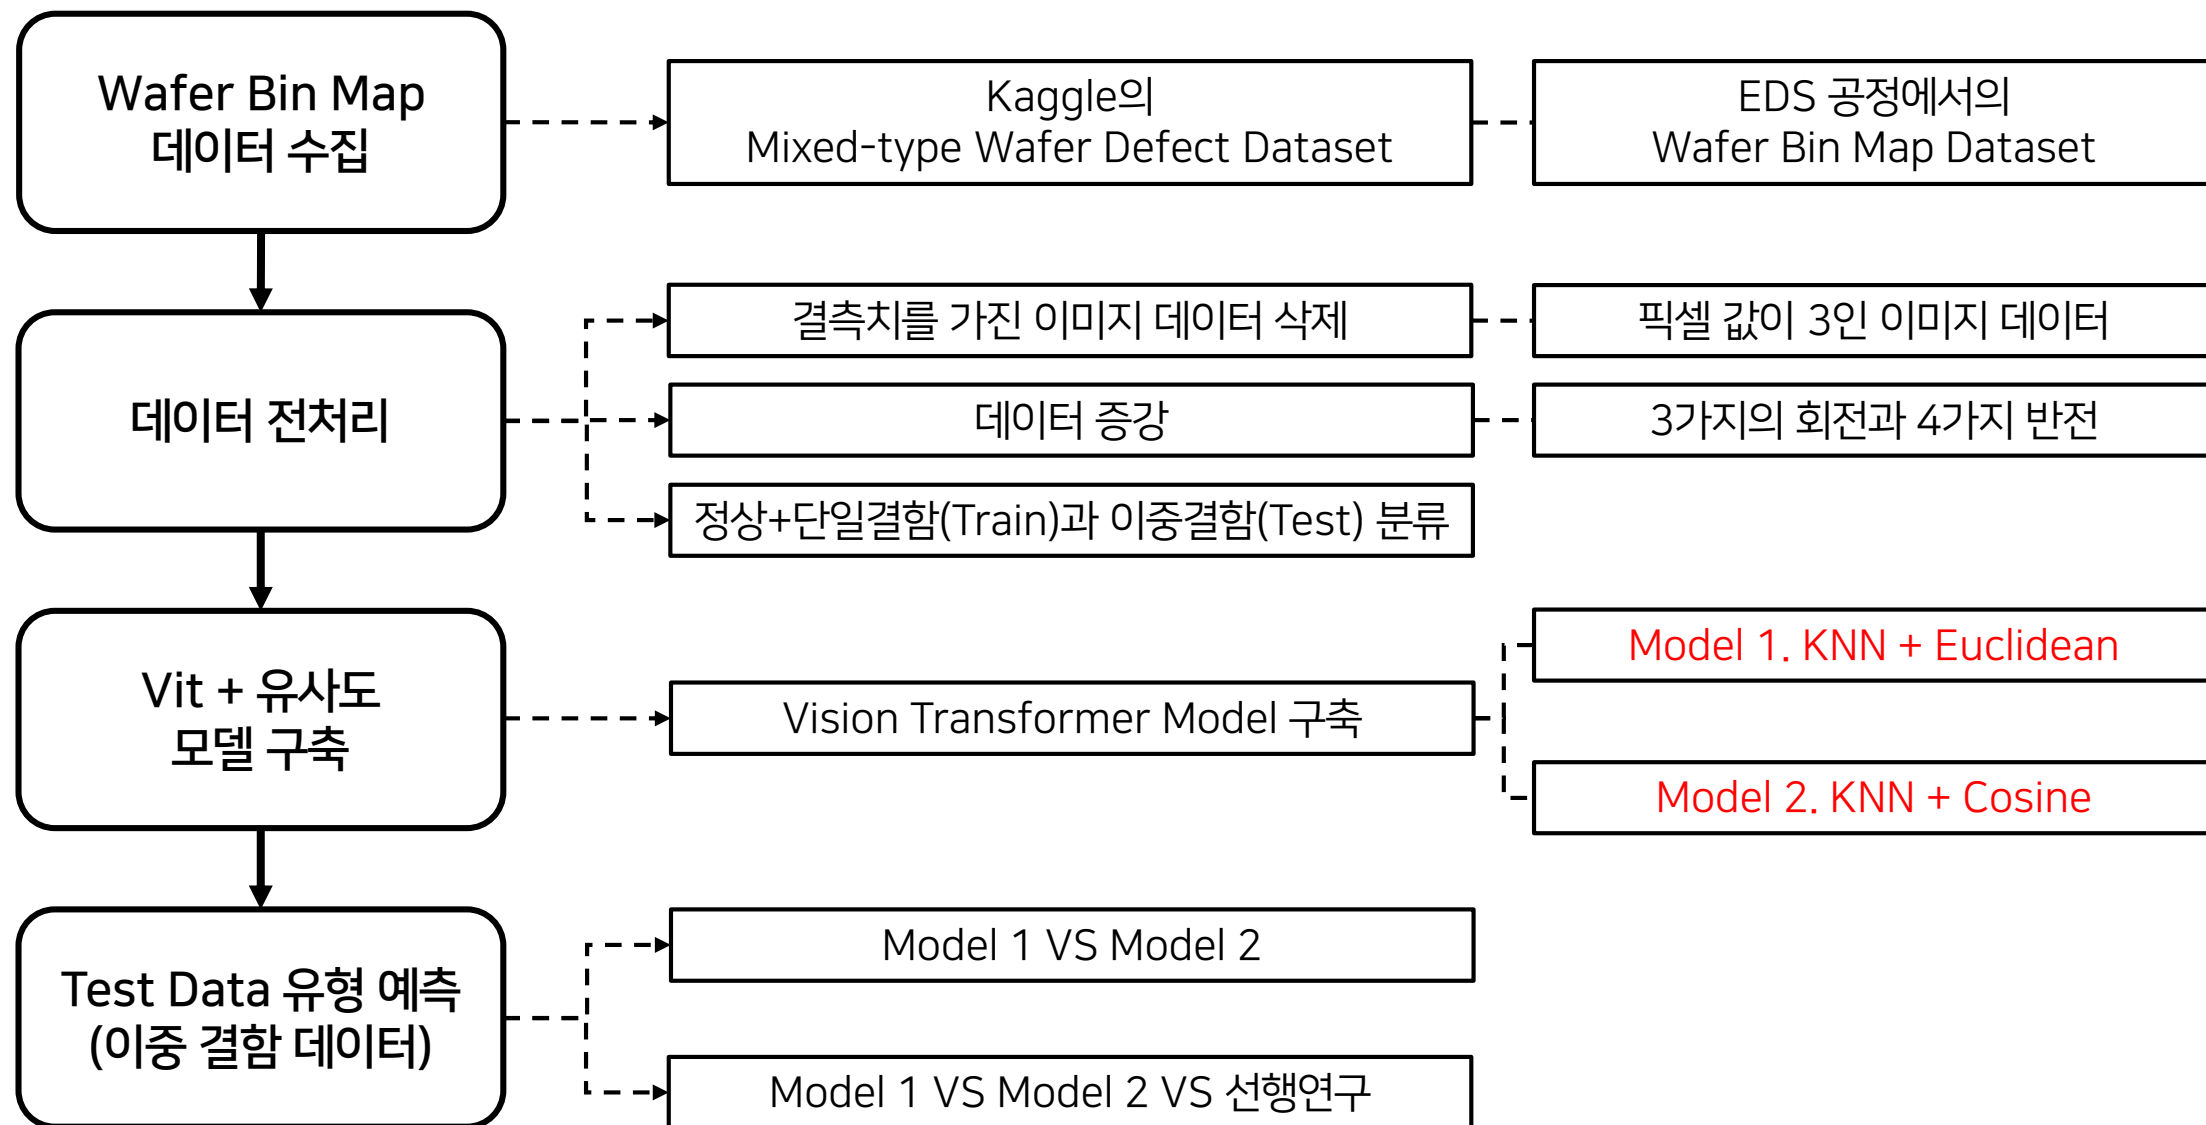 Wafer Bin Map
데이터 수집
Kaggle의
Mixed-type Wafer Defect Dataset
EDS 공정에서의
Wafer Bin Map Dataset
데이터 전처리
결측치를 가진 이미지 데이터 삭제
픽셀 값이 3인 이미지 데이터
데이터 증강
3가지의 회전과 4가지 반전
정상+단일결함(Train)과 이중결함(Test) 분류
Vit + 유사도
모델 구축
Vision Transformer Model 구축
Model 1. KNN + Euclidean
Model 2. KNN + Cosine
Test Data 유형 예측
(이중 결함 데이터)
Model 1 VS Model 2
Model 1 VS Model 2 VS 선행연구